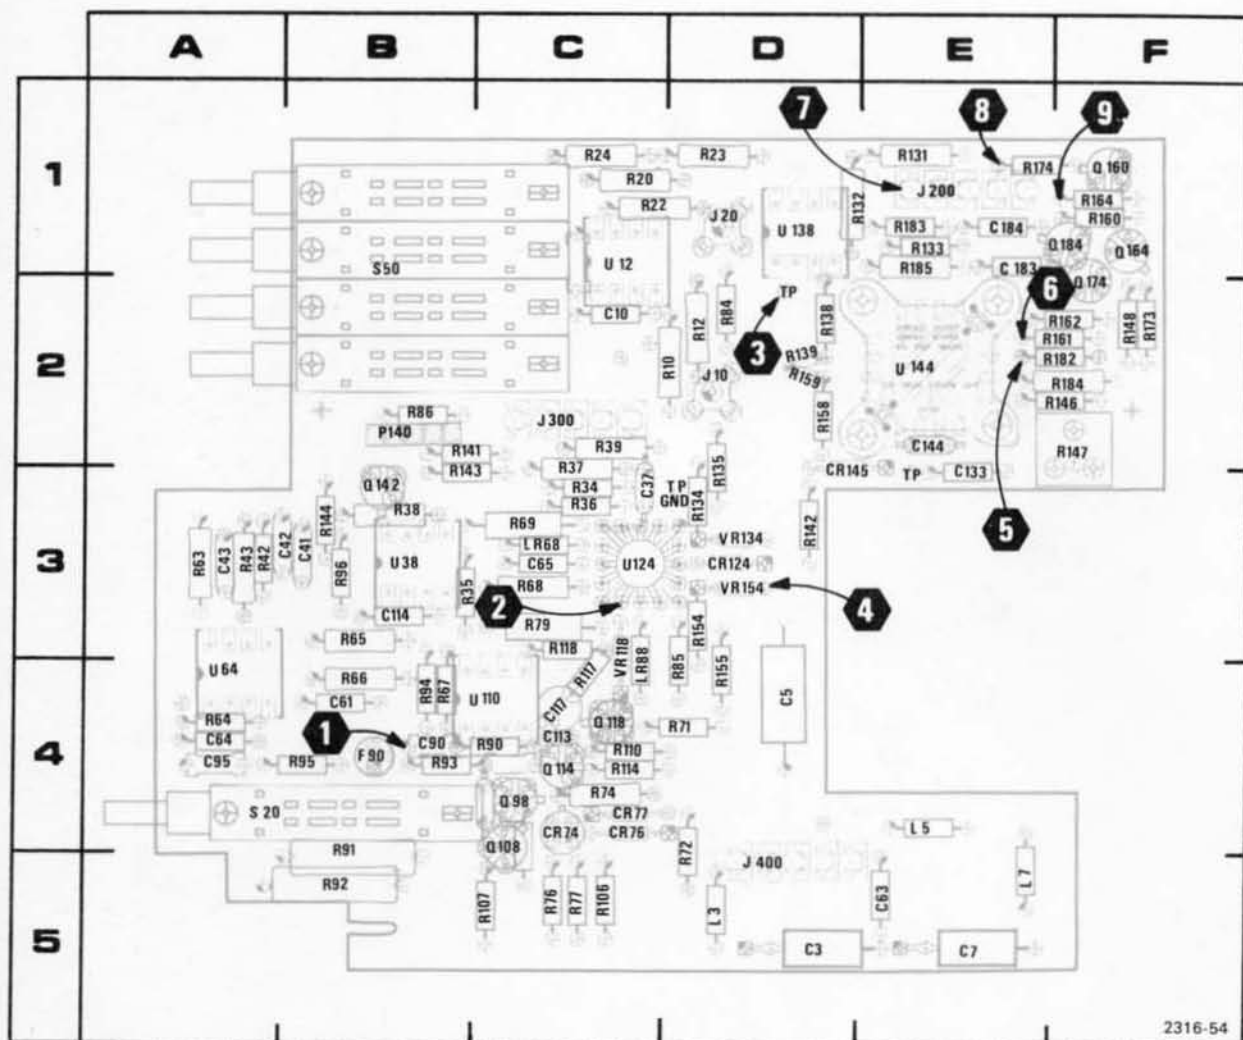 A B C D E F
7 8 9
1
R24 R23 R131 R174 Q160
R20 J200
R22 J20 R132 R164
R160
U138 R183 C184
Q184 Q164
R133
S50 U12 R185 C183
Q174
6
TP
C10 R12 R84 R138 R162 R148 R173
R161
3 R139 R182
2
R10 J10 U144
R159 R184
R86 R158 R146
P140 J300
R141 R39 C144 R147
R143 R37 R135 CR145 TP C133
Q142 R34 C37 TP
GND R134
R36
R144 R38 R69 R142 5
LR68 VR134
3
R63 C43 R43 R42 C42 C41 R96 U38 C65 U124 CR124
R35 R68 VR154
2 4
C114 R79
R65 R118 VR118 LR88 R85 R154 R155
U64 R66 R94 R67 U110 R117 C5
C61 C117
R64 Q118 R71
1
C64 C90 R90 C113 R110
4
C95 R95 F90 R93 Q114 R114
R74
Q98
S20 CR74 CR77 L5
CR76
Q108 R72
R91 J400 L7
R92 R107 R76 R77 R106 L3 C63
5
C3 C7
2316-54